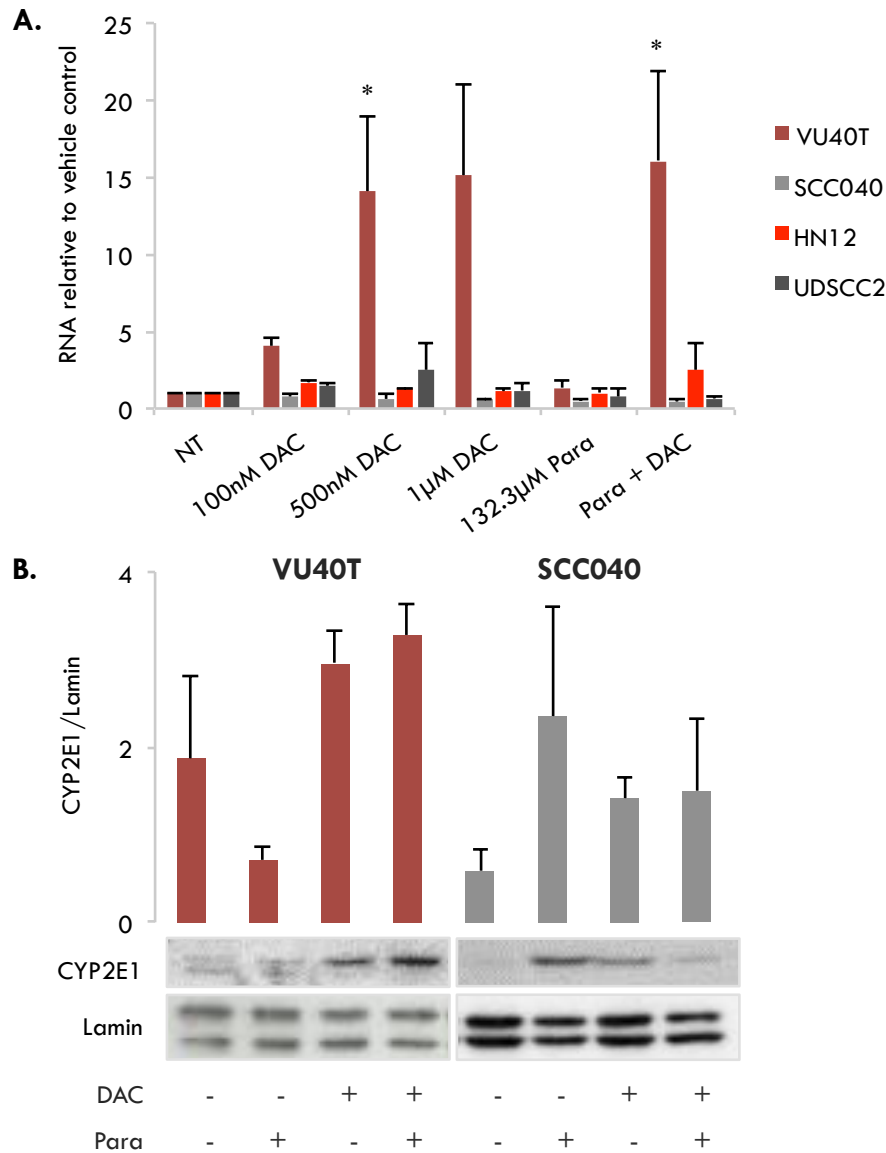 A.
RNA relative to vehicle control
25
20
15
10
5
0
*
*
NT
100nM DAC
500nM DAC
1µM DAC
132.3µM Para
Para + DAC
VU40T
SCC040
HN12
UDSCC2
B.
VU40T SCC040
CYP2E1/Lamin
4
2
0
CYP2E1
Lamin
DAC - - + + - - + +
Para - + - + - + - +